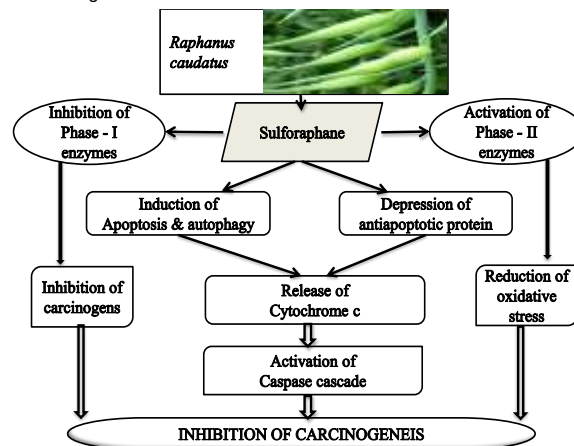 Raphanus
caudatus
Inhibition of
Phase - I
enzymes
Sulforaphane
Activation of
Phase - II
enzymes
Induction of
Apoptosis & autophagy
Depression of
antiapoptotic protein
Inhibition of
carcinogens
Release of
Cytochrome c
Reduction of
oxidative
stress
Activation of
Caspase cascade
INHIBITION OF CARCINOGENEIS